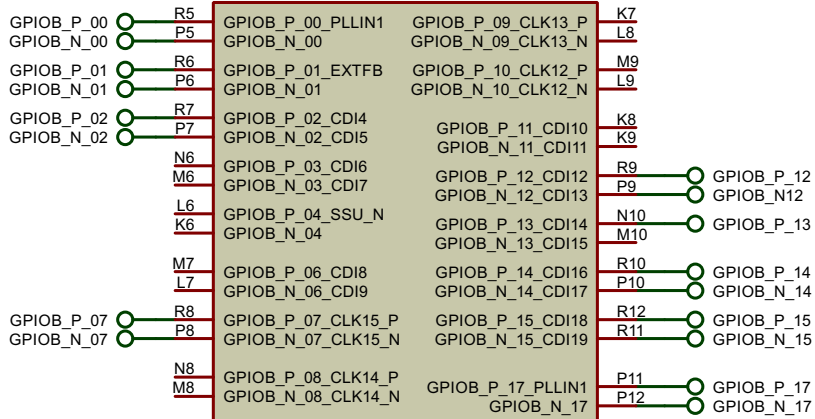 GPIOB_P_00 R5 GPIOB_P_00_PLLIN1 GPIOB_P_09_CLK13_P K7
GPIOB_N_00 P5 GPIOB_N_00 GPIOB_N_09_CLK13_N L8
GPIOB_P_01 R6 GPIOB_P_01_EXTFB GPIOB_P_10_CLK12_P M9
GPIOB_N_01 P6 GPIOB_N_01 GPIOB_N_10_CLK12_N L9
GPIOB_P_02 R7 GPIOB_P_02_CDI4 GPIOB_P_11_CDI10 K8
GPIOB_N_02 P7 GPIOB_N_02_CDI5 GPIOB_N_11_CDI11 K9
N6 GPIOB_P_03_CDI6 GPIOB_P_12_CDI12 R9 GPIOB_P_12
M6 GPIOB_N_03_CDI7 GPIOB_N_12_CDI13 P9 GPIOB_N12
L6 GPIOB_P_04_SSU_N GPIOB_P_13_CDI14 N10 GPIOB_P_13
K6 GPIOB_N_04 GPIOB_N_13_CDI15 M10
M7 GPIOB_P_06_CDI8 GPIOB_P_14_CDI16 R10 GPIOB_P_14
L7 GPIOB_N_06_CDI9 GPIOB_N_14_CDI17 P10 GPIOB_N_14
GPIOB_P_07 R8 GPIOB_P_07_CLK15_P GPIOB_P_15_CDI18 R12 GPIOB_P_15
GPIOB_N_07 P8 GPIOB_N_07_CLK15_N GPIOB_N_15_CDI19 R11 GPIOB_N_15
N8 GPIOB_P_08_CLK14_P GPIOB_P_17_PLLIN1 P11 GPIOB_P_17
M8 GPIOB_N_08_CLK14_N GPIOB_N_17 P12 GPIOB_N_17